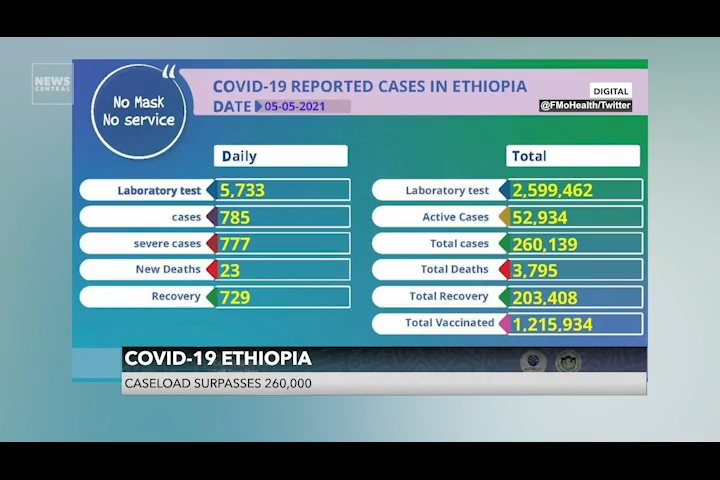 NEWS
CENTRAL
No Mask
No service
COVID-19 REPORTED CASES IN ETHIOPIA
DATE 05-05-2021
DIGITAL
@FMoHealth/Twitter
Daily
Laboratory test 5,733
cases 785
severe cases 777
New Deaths 23
Recovery 729
Total
Laboratory test 2,599,462
Active Cases 52,934
Total cases 260,139
Total Deaths 3,795
Total Recovery 203,408
Total Vaccinated 1,215,934
COVID-19 ETHIOPIA
CASELOAD SURPASSES 260,000